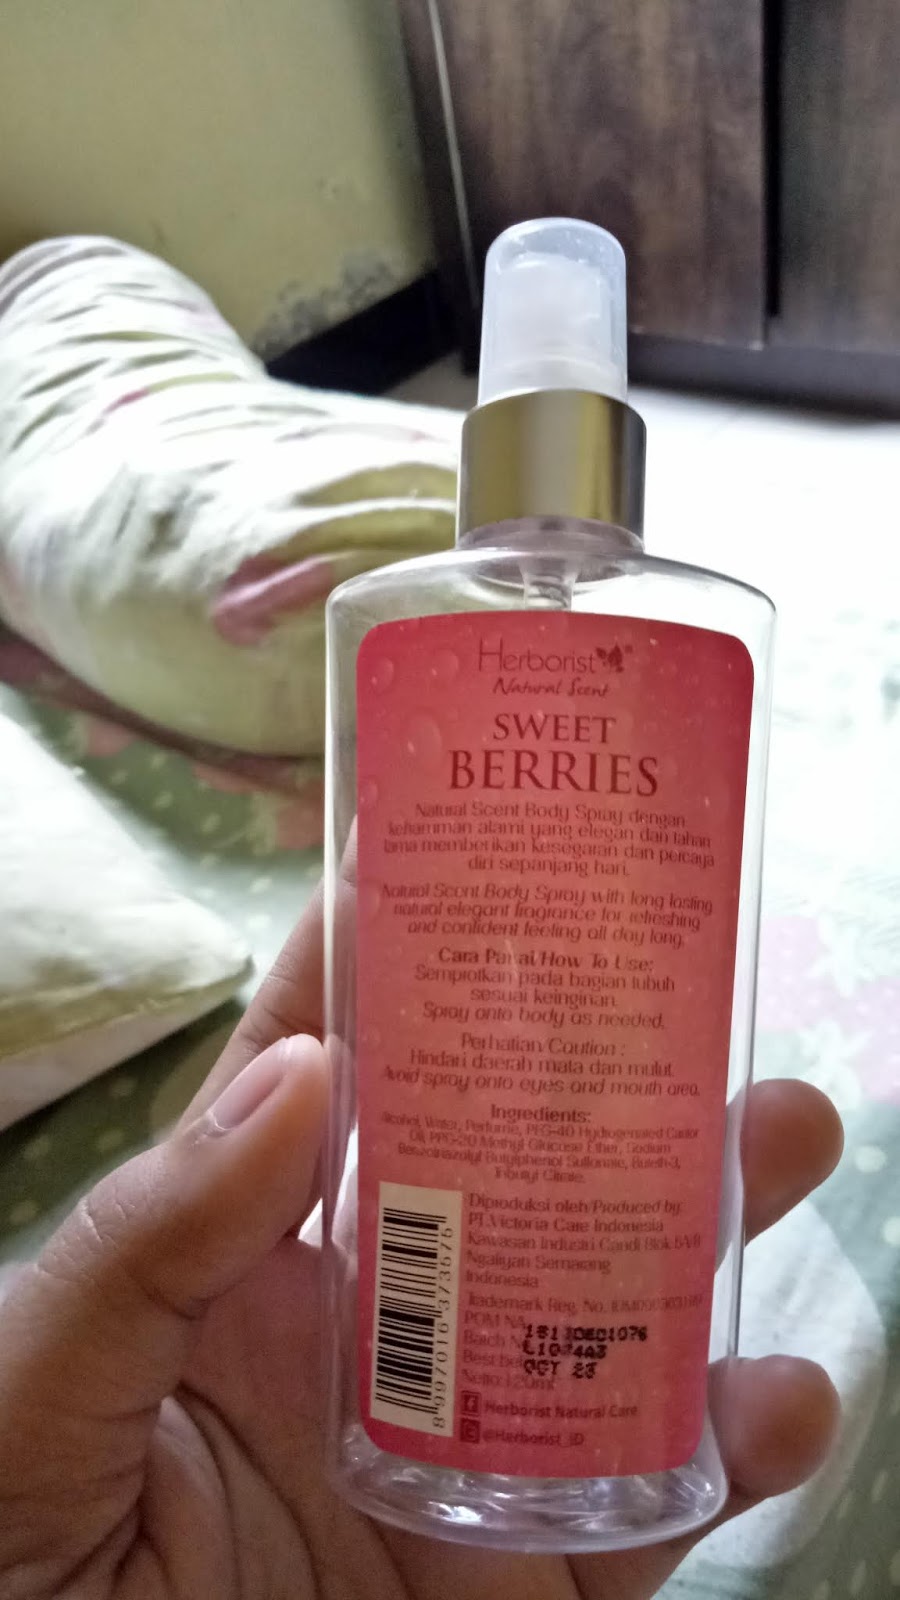 Herborist®
Natural Scent
SWEET
BERRIES
Natural Scent Body Spray dengan
keharuman alami yang elegan dan tahan
lama memberikan kesegaran dan percaya
diri sepanjang hari.
Natural Scent Body Spray with long lasting
natural elegant fragrance for refreshing
and confident feeling all day long.
Cara Pakai/How To Use:
Semprotkan pada bagian tubuh
sesuai keinginan.
Spray onto body as needed.
Perhatian/Caution :
Hindari daerah mata dan mulut.
Avoid spray onto eyes and mouth area.
Ingredients:
Alcohol, Water, Perfume, PEG-40 Hydrogenated Castor
Oil, PPG-20 Methyl Glucose Ether, Sodium
Benzotriazolyl Butylphenol Sulfonate, Buteth-3,
Tributyl Citrate.
Diproduksi oleh/Produced by:
PT.Victoria Care Indonesia
Kawasan Industri Candi Blok
Ngaliyan Semarang
Indonesia
Trademark Reg. No.
POM NA
Batch N
Best be OCT 23
Netto:120ml
Herborist Natural Care
@Herborist_iD
8 997016 373575